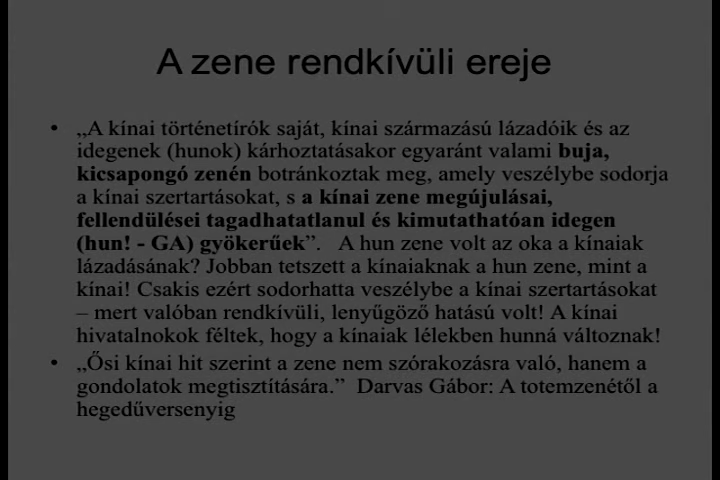 A zene rendkívüli ereje
• „A kínai történetírók saját, kínai származású lázadóik és az
idegenek (hunok) kárhoztatásakor egyaránt valami buja,
kicsapongó zenén botránkoztak meg, amely veszélybe sodorja
a kínai szertartásokat, s a kínai zene megújulásai,
fellendülései tagadhatatlanul és kimutathatóan idegen
(hun! - GA) gyökerűek”. A hun zene volt az oka a kínaiak
lázadásának? Jobban tetszett a kínaiaknak a hun zene, mint a
kínai! Csakis ezért sodorhatta veszélybe a kínai szertartásokat
– mert valóban rendkívüli, lenyűgöző hatású volt! A kínai
hivatalnokok féltek, hogy a kínaiak lélekben hunná változnak!
• „Ősi kínai hit szerint a zene nem szórakozásra való, hanem a
gondolatok megtisztítására.” Darvas Gábor: A totemzenétől a
hegedűversenyig